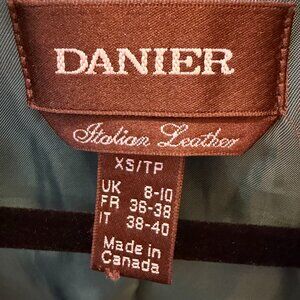 DANIER
Italian Leather
XS/TP
UK 8-10
FR 36-38
IT 38-40
Made in
Canada